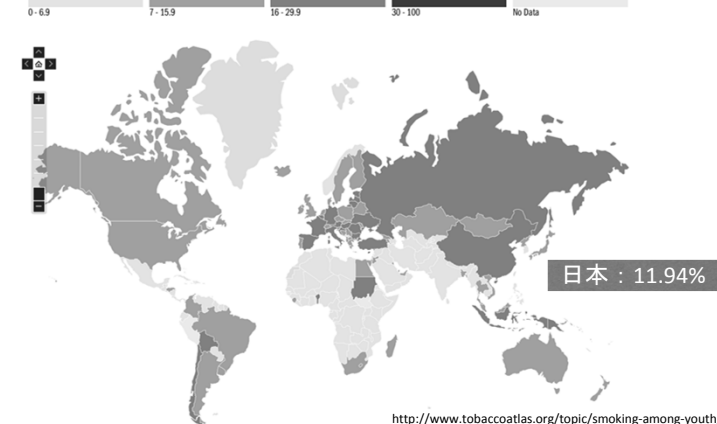 0 - 6.9
7 - 15.9
16 - 29.9
30 - 100
No Data
日本：11.94%
http://www.tobaccoatlas.org/topic/smoking-among-youth